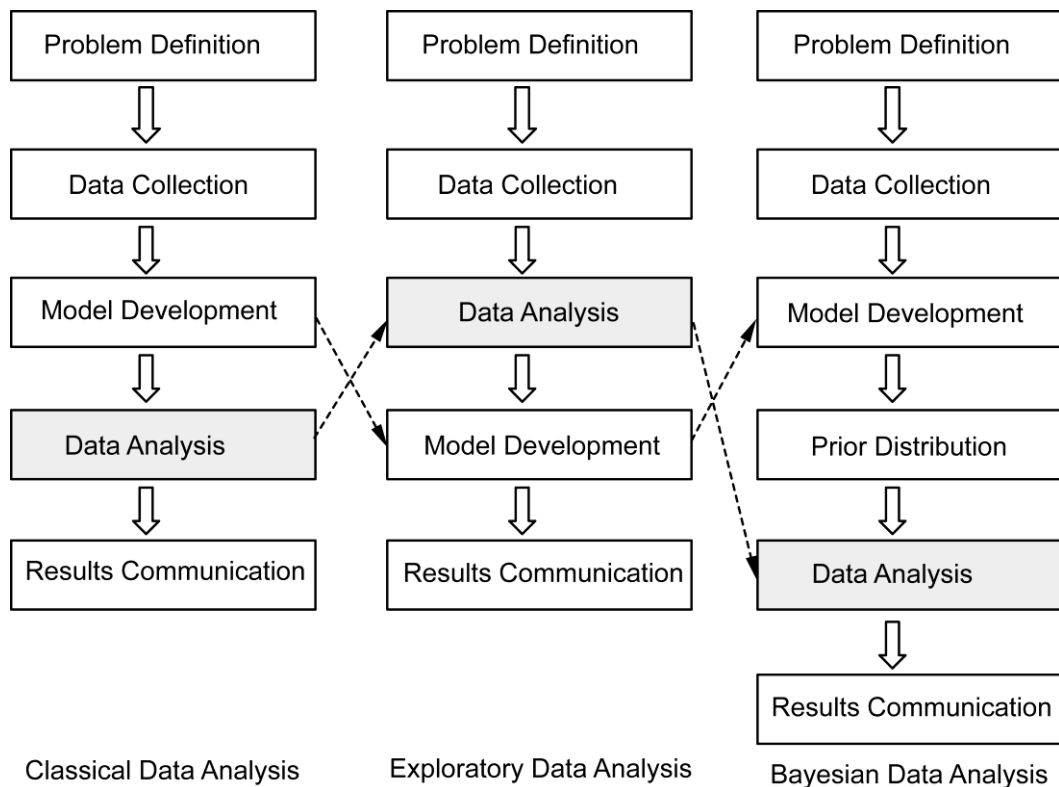 Problem Definition
Data Collection
Model Development
Data Analysis
Results Communication
Classical Data Analysis
Problem Definition
Data Collection
Data Analysis
Model Development
Results Communication
Exploratory Data Analysis
Problem Definition
Data Collection
Model Development
Prior Distribution
Data Analysis
Results Communication
Bayesian Data Analysis